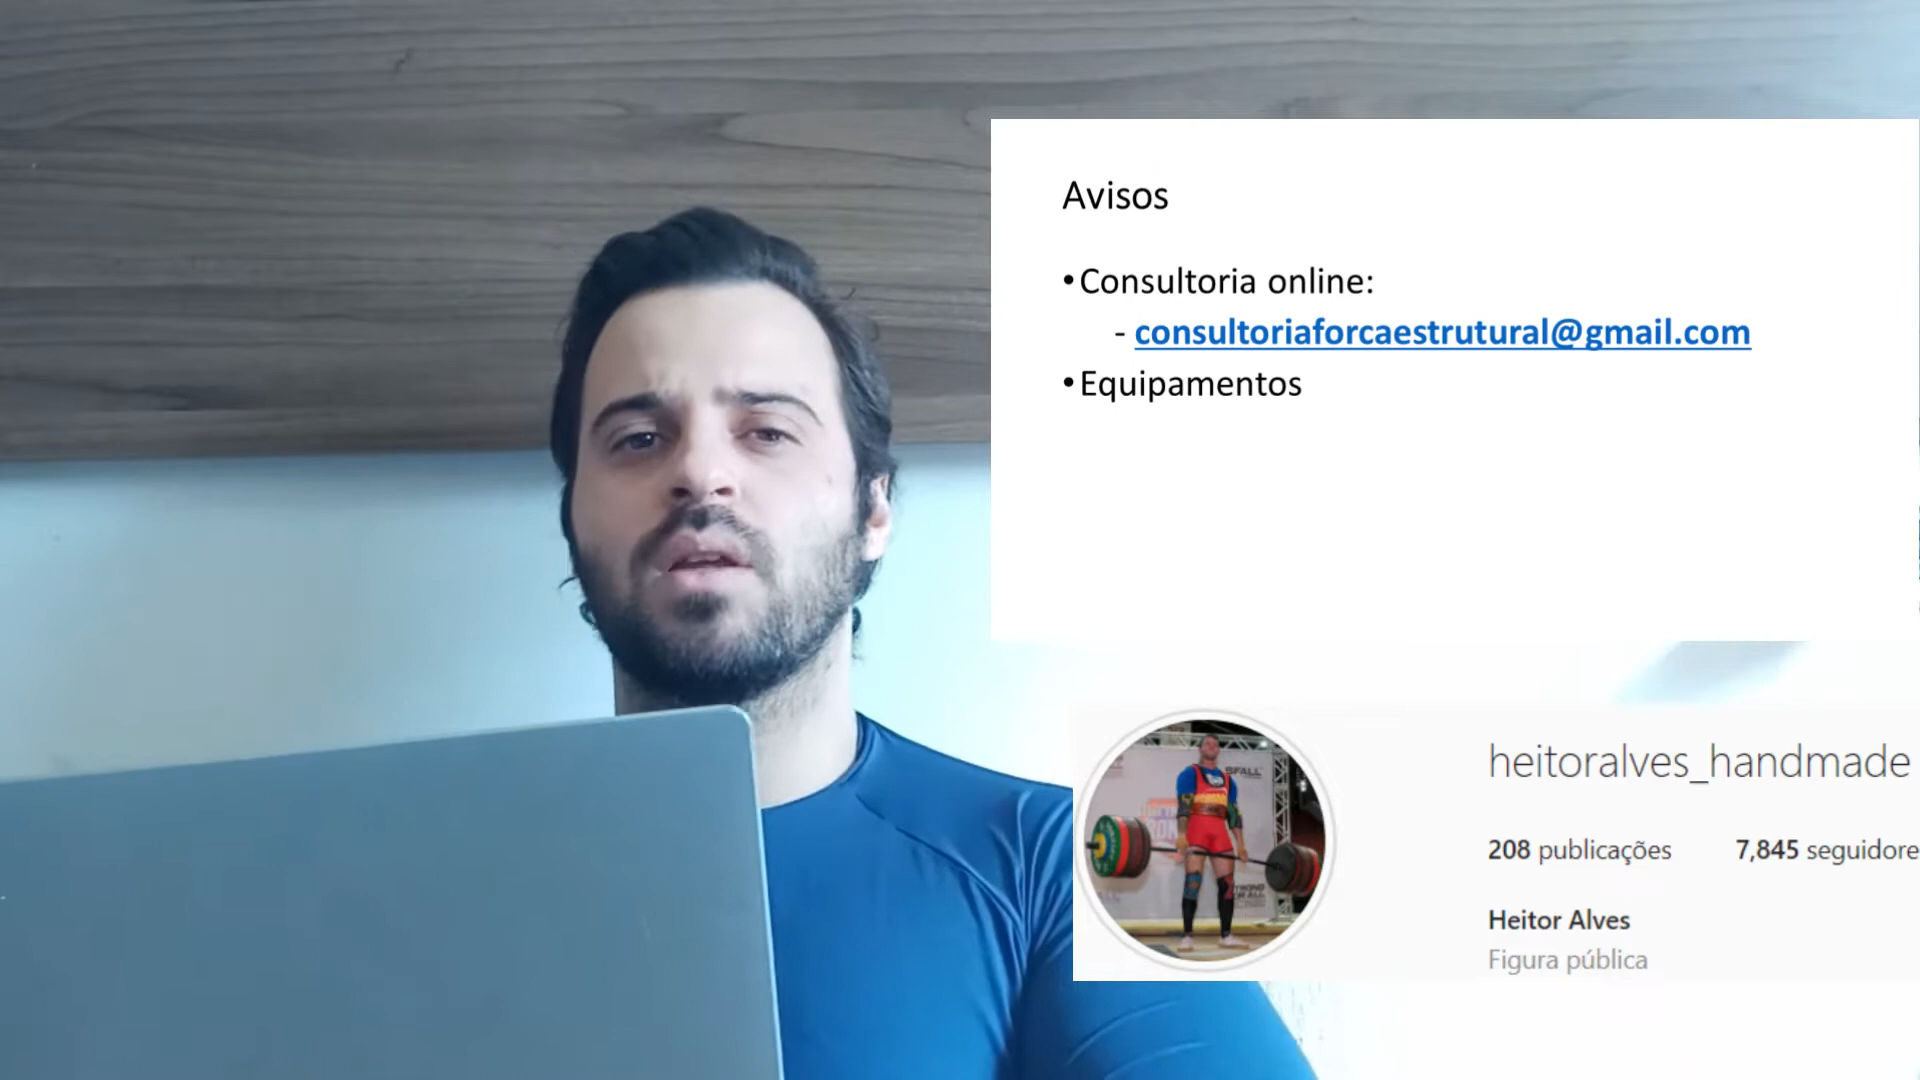 Avisos
•Consultoria online:
- consultoriaforcaestrutural@gmail.com
•Equipamentos
heitoralves_handmade
208 publicações 7,845 seguidore
Heitor Alves
Figura pública